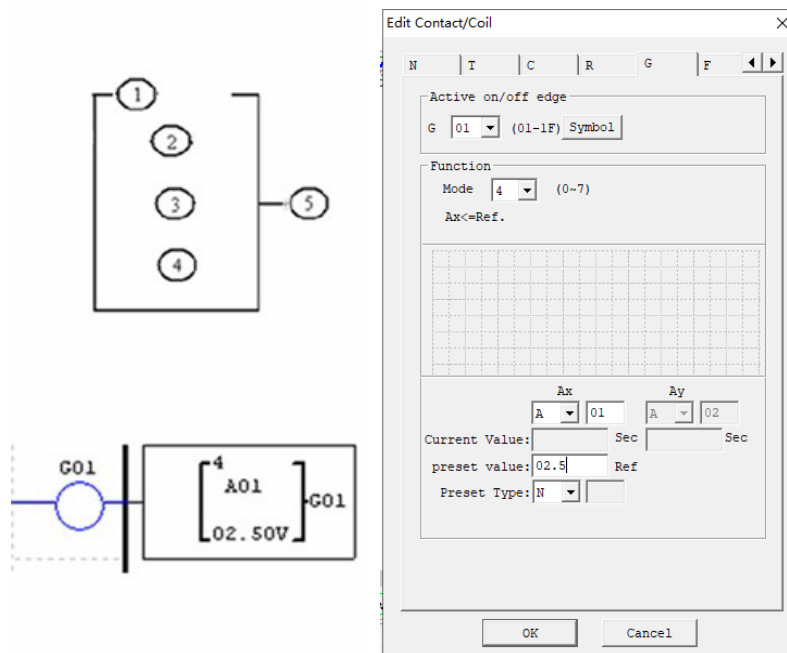 1
2
3
4
5
G01
4
A01
02.50V
G01
Edit Contact/Coil
N T C R G F
Active on/off edge
G 01 (01-1F) Symbol
Function
Mode 4 (0~7)
Ax<=Ref.
Ax Ay
A 01 A 02
Current Value: Sec Sec
preset value: 02.5 Ref
Preset Type: N
OK Cancel